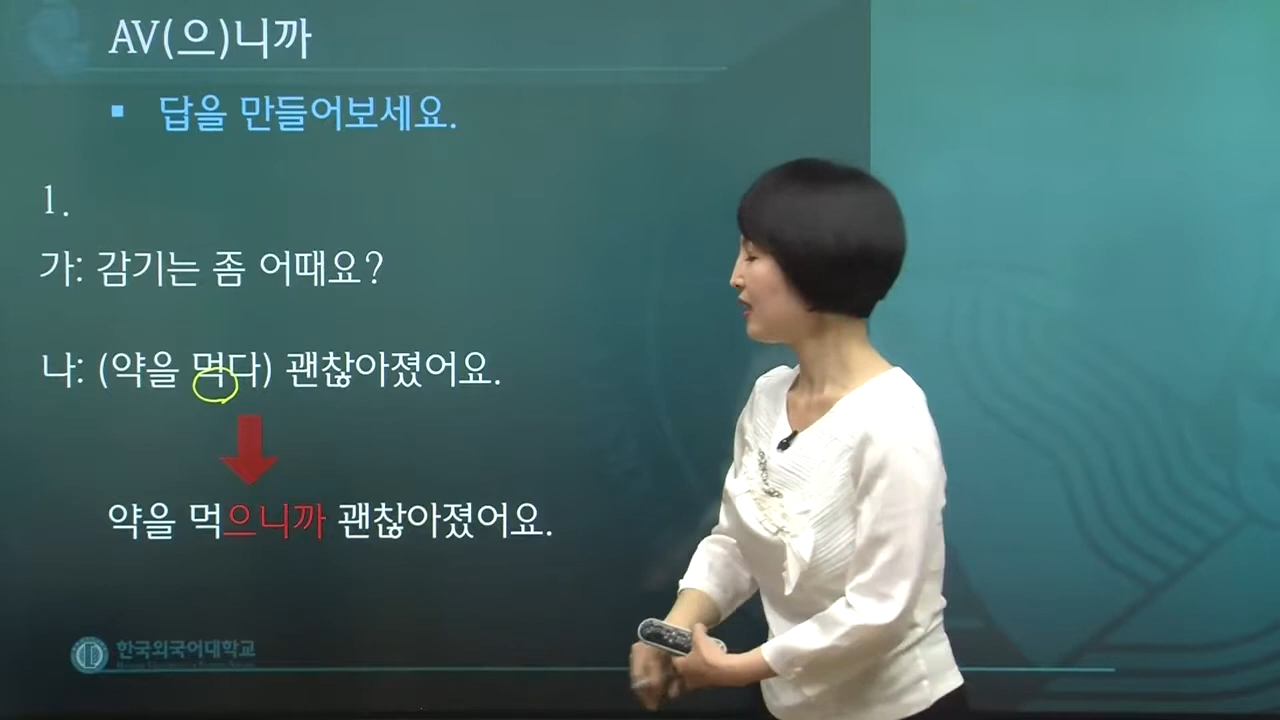 AV(으)니까
▪ 답을 만들어보세요.
1.
가: 감기는 좀 어때요?
나: (약을 먹다) 괜찮아졌어요.
약을 먹으니까 괜찮아졌어요.
한국외국어대학교